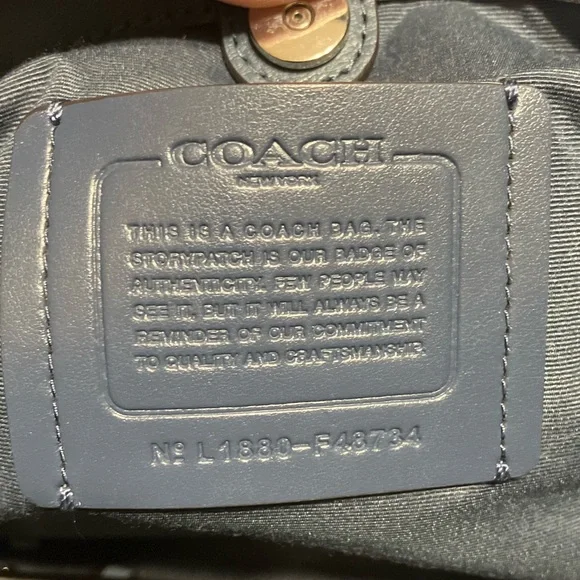 COACH
NEW YORK
THIS IS A COACH BAG. THE
STORYPATCH IS OUR BADGE OF
AUTHENTICITY. FEW PEOPLE MAY
SEE IT, BUT IT WILL ALWAYS BE A
REMINDER OF OUR COMMITMENT
TO QUALITY AND CRAFTSMANSHIP.
Nº L1880-F48734